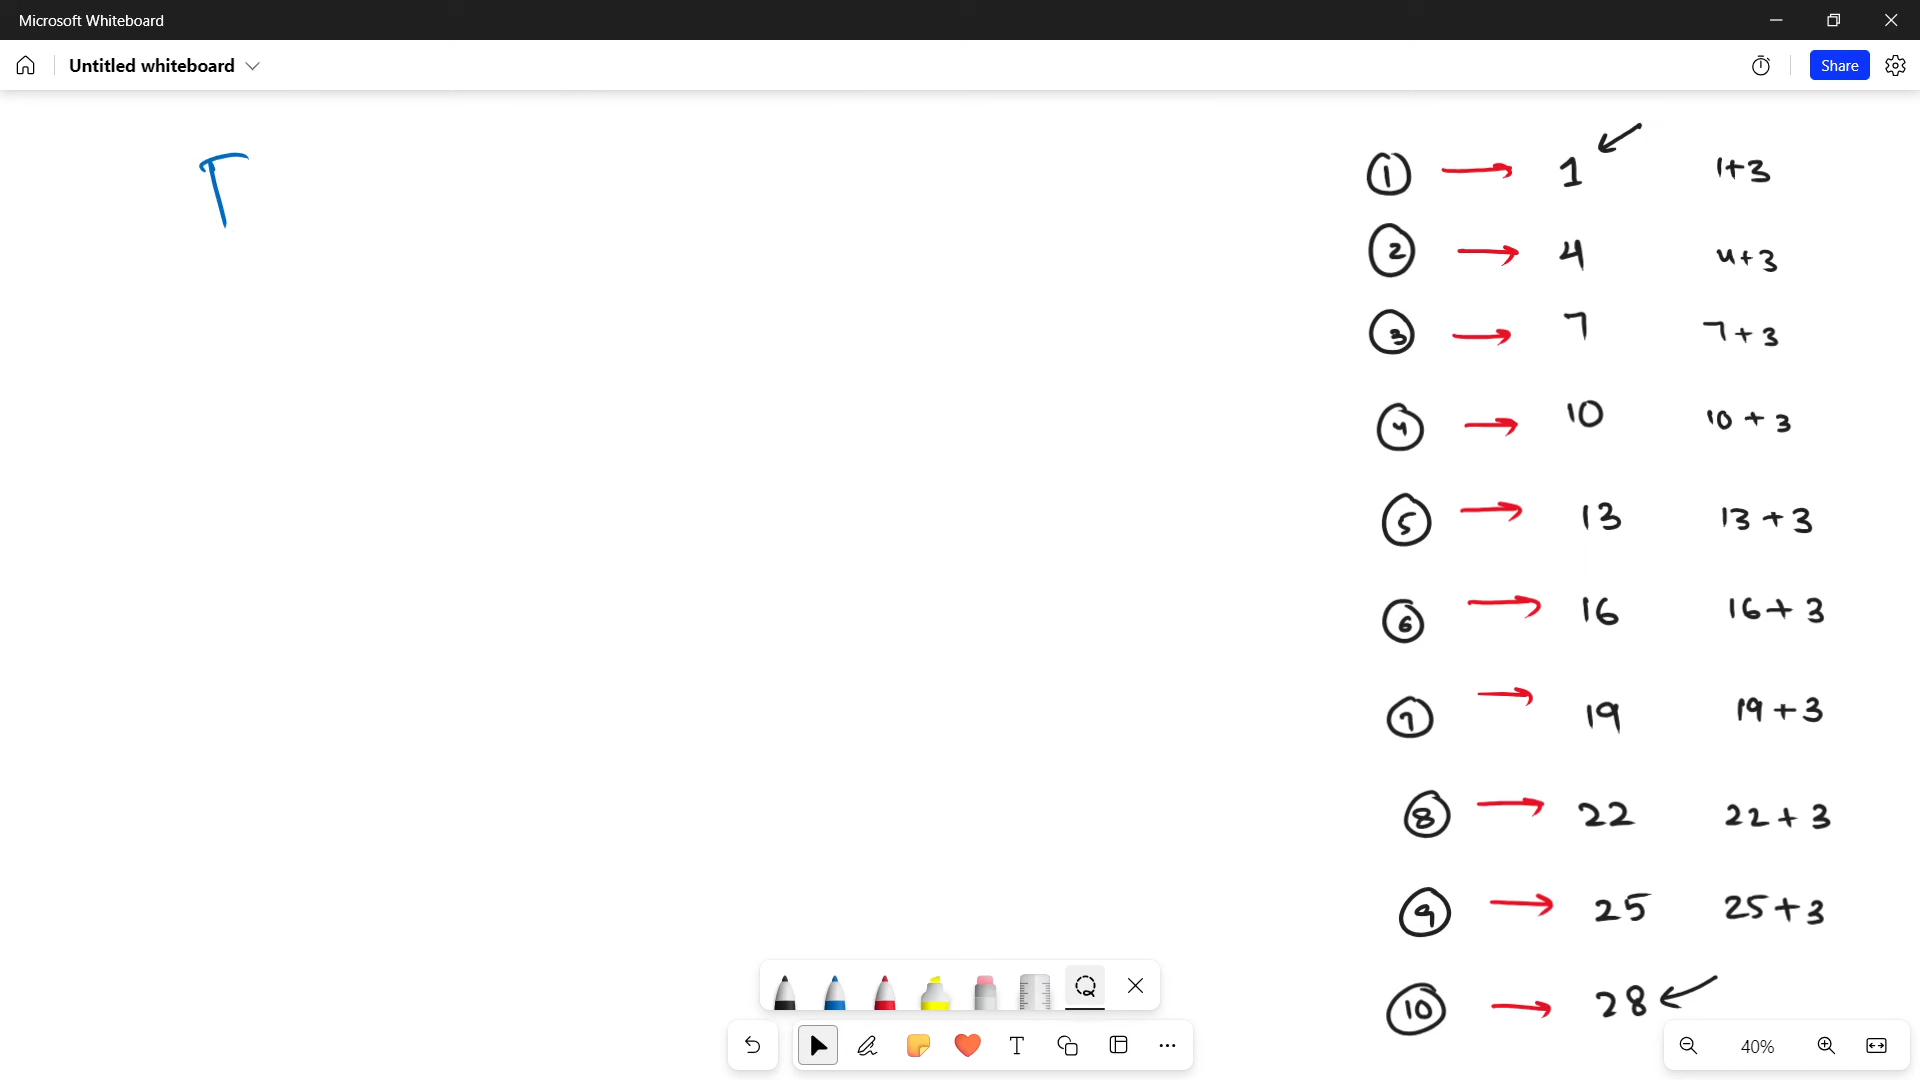 Microsoft Whiteboard
Untitled whiteboard
Share
T
① → 1 1+3
② → 4 4+3
③ → 7 7+3
④ → 10 10+3
⑤ → 13 13+3
⑥ → 16 16+3
⑦ → 19 19+3
⑧ → 22 22+3
⑨ → 25 25+3
⑩ → 28
T
40%